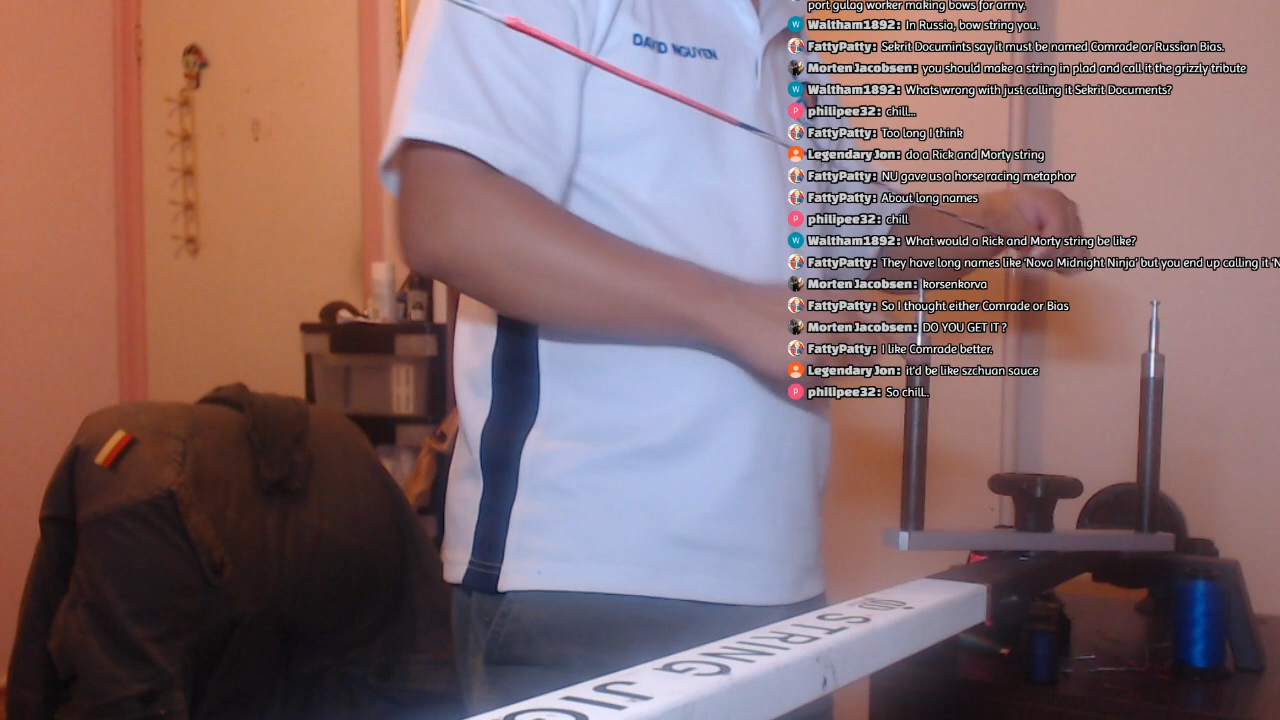 port gulag worker making bows for army.
Waltham1892: In Russia, bow string you.
FattyPatty: Sekrit Documints say it must be named Comrade or Russian Bias.
MortenJacobsen: you should make a string in plad and call it the grizzly tribute
Waltham1892: Whats wrong with just calling it Sekrit Documents?
philipee32: chill...
FattyPatty: Too long I think
LegendaryJon: do a Rick and Morty string
FattyPatty: NU gave us a horse racing metaphor
FattyPatty: About long names
philipee32: chill
Waltham1892: What would a Rick and Morty string be like?
FattyPatty: They have long names like 'Nova Midnight Ninja' but you end up calling it 'N
MortenJacobsen: korsenkorva
FattyPatty: So I thought either Comrade or Bias
MortenJacobsen: DO YOU GET IT ?
FattyPatty: I like Comrade better.
LegendaryJon: it'd be like szchuan sauce
philipee32: So chill..
DAVID NGUYEN
STRING JIG